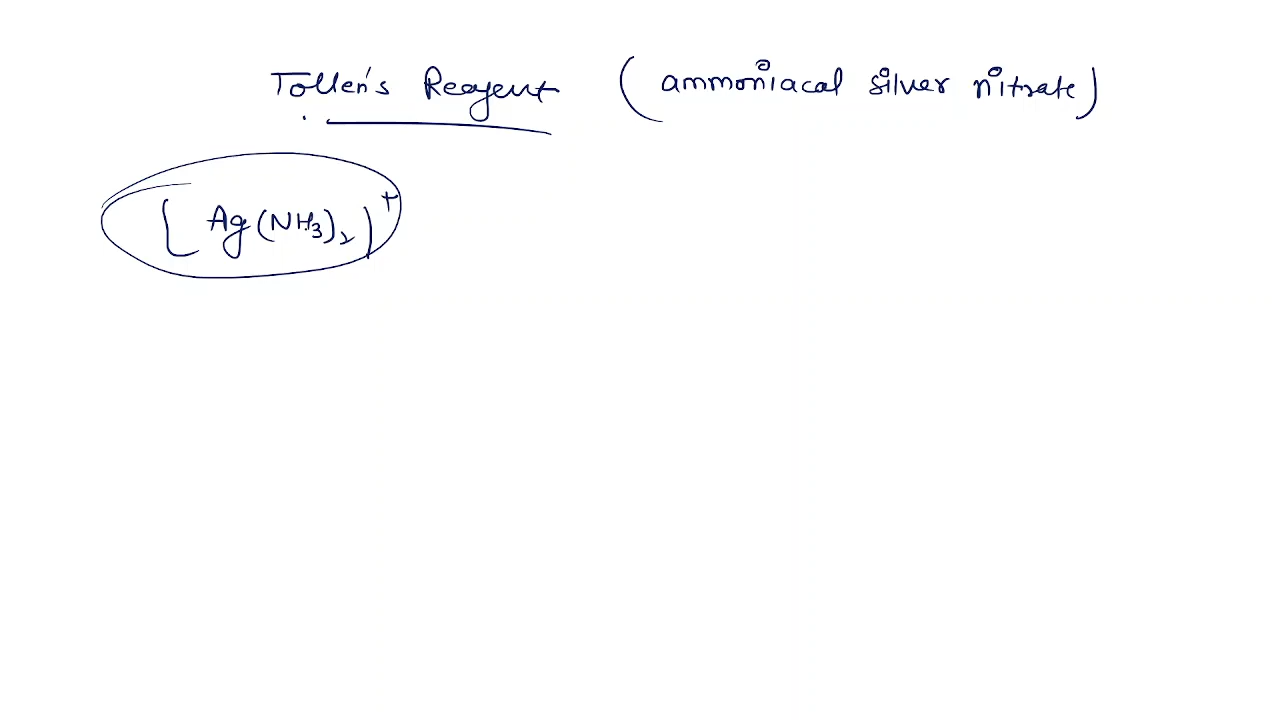 Tollen's Reagent (ammoniacal silver nitrate)
[Ag(NH₃)₂]⁺